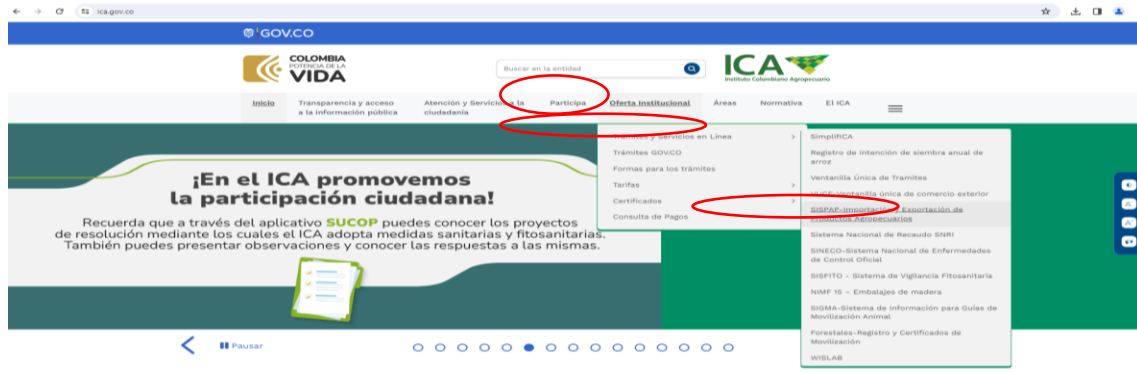 ica.gov.co
GOV.CO
COLOMBIA
POTENCIA DE LA
VIDA
Buscar en la entidad
ICA
Instituto Colombiano Agropecuario
Inicio
Transparencia y acceso
a la información pública
Atención y Servicios a la
ciudadanía
Participa
Oferta Institucional
Áreas
Normativa
El ICA
Trámites y Servicios en Línea
Trámites GOV.CO
Formas para los trámites
Tarifas
Certificados
Consulta de Pagos
SimplifICA
Registro de intención de siembra anual de
arroz
Ventanilla Única de Tramites
VUCE-Ventanilla única de comercio exterior
SISPAP-Importación y Exportación de
Productos Agropecuarios
Sistema Nacional de Recaudo SNRI
SINECO-Sistema Nacional de Enfermedades
de Control Oficial
SISFITO - Sistema de Vigilancia Fitosanitaria
NIMF 15 – Embalajes de madera
SIGMA-Sistema de Información para Guías de
Movilización Animal
Forestales-Registro y Certificados de
Movilización
WISLAB
¡En el ICA promovemos
la participación ciudadana!
Recuerda que a través del aplicativo SUCOP puedes conocer los proyectos
de resolución mediante los cuales el ICA adopta medidas sanitarias y fitosanitarias.
También puedes presentar observaciones y conocer las respuestas a las mismas.
Pausar